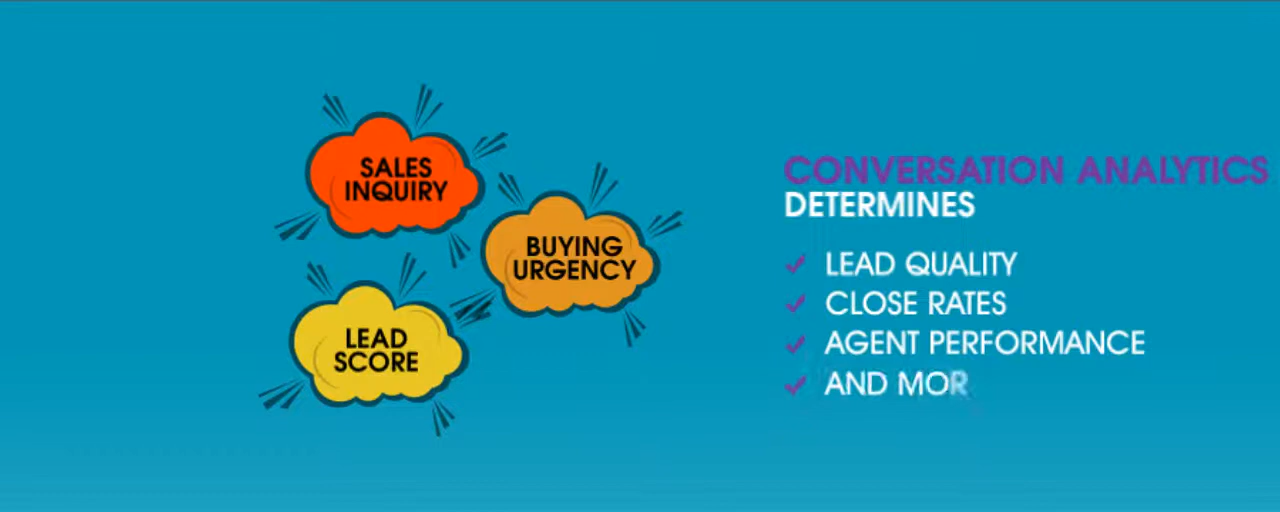 SALES
INQUIRY
BUYING
URGENCY
LEAD
SCORE
CONVERSATION ANALYTICS
DETERMINES
LEAD QUALITY
CLOSE RATES
AGENT PERFORMANCE
AND MOR